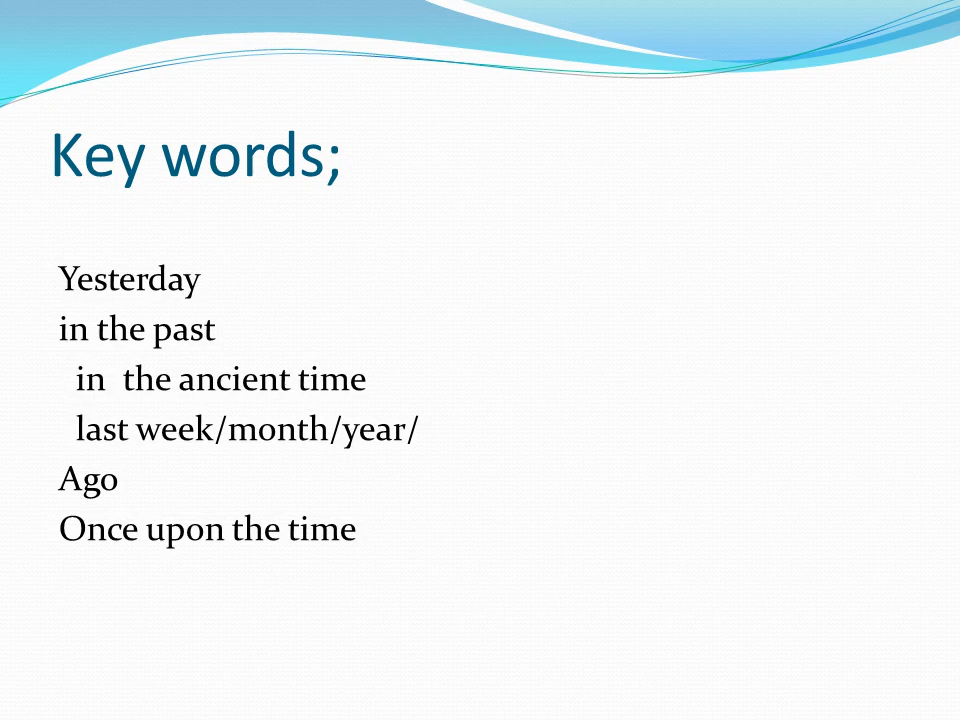 Key words;
Yesterday
in the past
in  the ancient time
last week/month/year/
Ago
Once upon the time